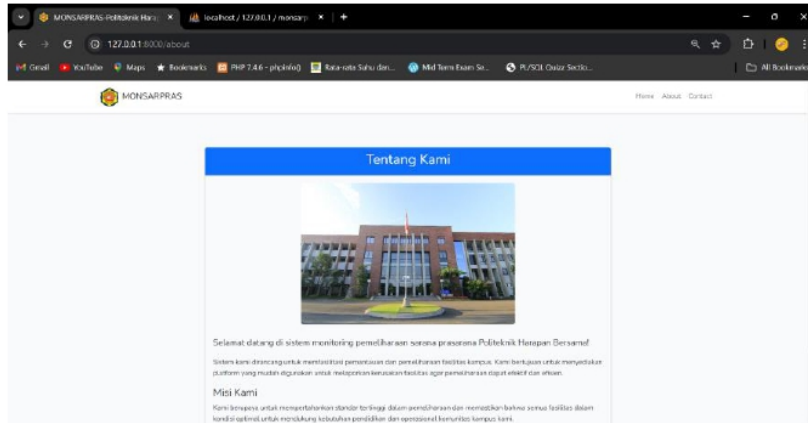 MONSARPRAS-Politeknik Hara
localhost / 127.0.0.1 / monsarp
127.0.0.1:8000/about
Gmail YouTube Maps Bookmarks PHP 7.4.6 - phpinfo() Rata-rata Suhu dan... Mid Term Exam Se... PL/SQL Quiz Sectio... All Bookmarks
MONSARPRAS
Home About Contact
Tentang Kami
Selamat datang di sistem monitoring pemeliharaan sarana prasarana Politeknik Harapan Bersama!
Sistem kami dirancang untuk memfasilitasi pemantauan dan pemeliharaan fasilitas kampus. Kami bertujuan untuk menyediakan
platform yang mudah digunakan untuk melaporkan kerusakan fasilitas agar pemeliharaan dapat efektif dan efisien.
Misi Kami
Kami berupaya untuk mempertahankan standar tertinggi dalam pemeliharaan dan memastikan bahwa semua fasilitas dalam
kondisi optimal untuk mendukung kebutuhan pendidikan dan operasional komunitas kampus kami.